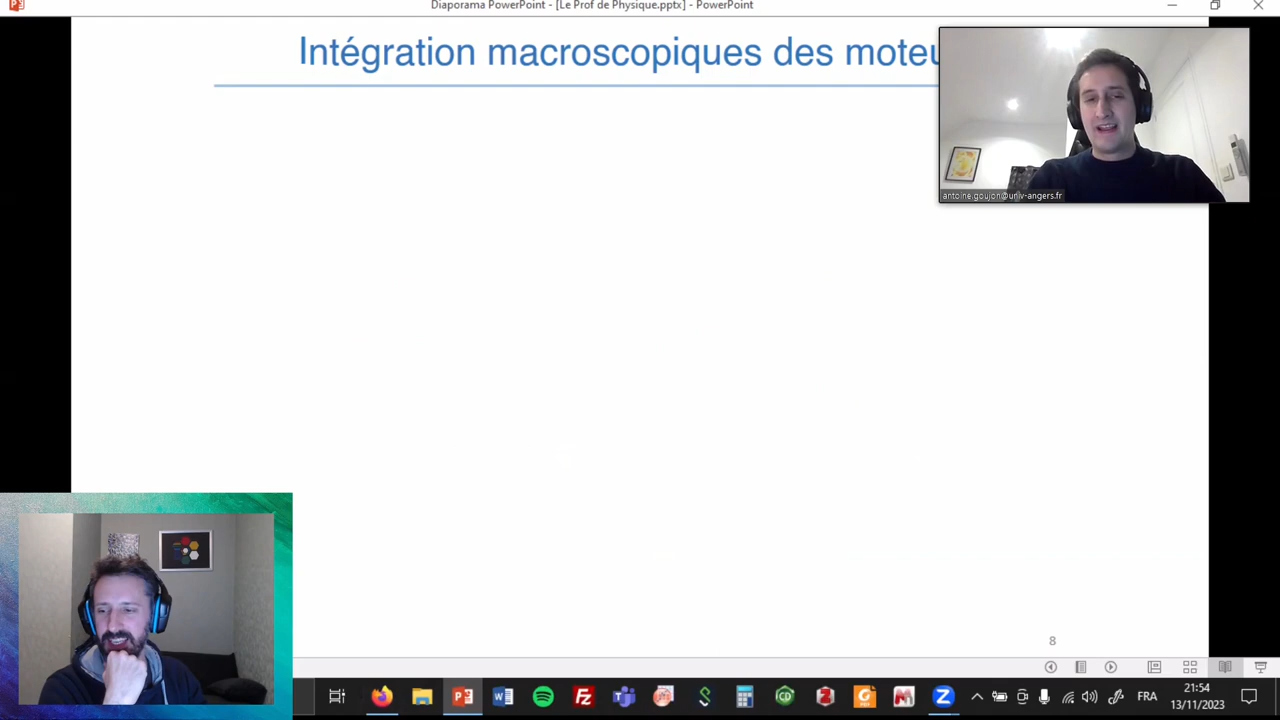 Diaporama PowerPoint - [Le Prof de Physique.pptx] - PowerPoint
Intégration macroscopiques des moteu
antoine.goujon@univ-angers.fr
8
FRA
21:54
13/11/2023